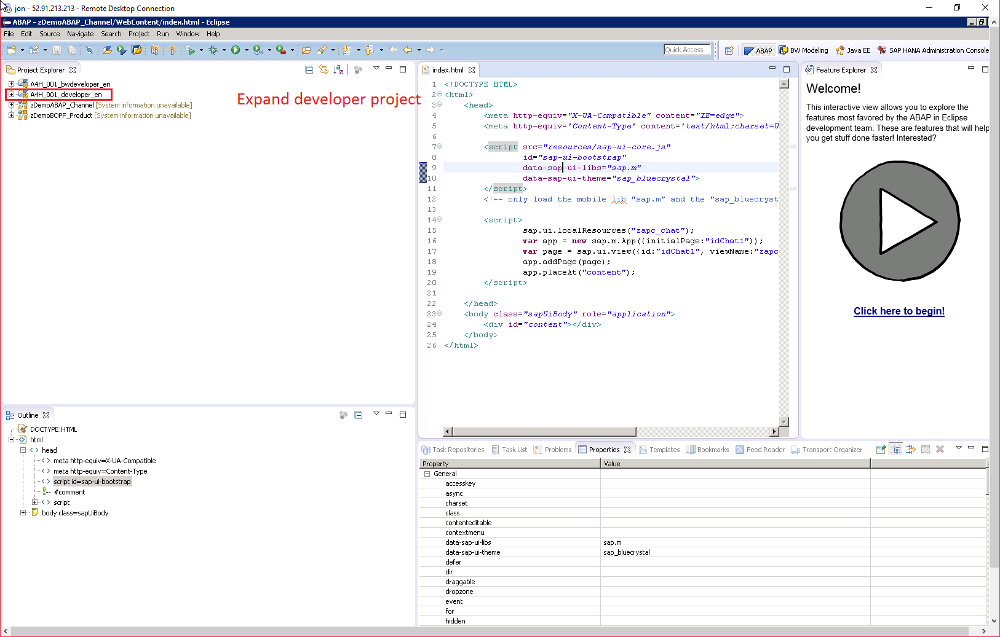 jon - 52.91.213.213 - Remote Desktop Connection
ABAP - zDemoABAP_Channel/WebContent/index.html - Eclipse
File Edit Source Navigate Search Project Run Window Help
Quick Access
ABAP
BW Modeling
Java EE
SAP HANA Administration Console
Project Explorer
A4H_001_bwdeveloper_en
A4H_001_developer_en
zDemoABAP_Channel [System information unavailable]
zDemoBOPF_Product [System information unavailable]
Expand developer project
index.html
1 <!DOCTYPE HTML>
2 <html>
3 <head>
4 <meta http-equiv="X-UA-Compatible" content="IE=edge">
5 <meta http-equiv='Content-Type' content='text/html;charset=U
6
7 <script src="resources/sap-ui-core.js"
8 id="sap-ui-bootstrap"
9 data-sap-ui-libs="sap.m"
10 data-sap-ui-theme="sap_bluecrystal">
11 </script>
12 <!-- only load the mobile lib "sap.m" and the "sap_bluecryst
13
14 <script>
15 sap.ui.localResources("zapc_chat");
16 var app = new sap.m.App({initialPage:"idChat1"});
17 var page = sap.ui.view({id:"idChat1", viewName:"zapc_
18 app.addPage(page);
19 app.placeAt("content");
20 </script>
21
22 </head>
23 <body class="sapUiBody" role="application">
24 <div id="content"></div>
25 </body>
26 </html>
Feature Explorer
Welcome!
This interactive view allows you to explore the
features most favored by the ABAP in Eclipse
development team. These are features that will help
you get stuff done faster! Interested?
Click here to begin!
Outline
DOCTYPE:HTML
html
head
meta http-equiv=X-UA-Compatible
meta http-equiv=Content-Type
script id=sap-ui-bootstrap
#comment
script
body class=sapUiBody
Task Repositories
Task List
Problems
Properties
Templates
Bookmarks
Feed Reader
Transport Organizer
Property Value
General
accesskey
async
charset
class
contenteditable
contextmenu
data-sap-ui-libs sap.m
data-sap-ui-theme sap_bluecrystal
defer
dir
draggable
dropzone
event
for
hidden